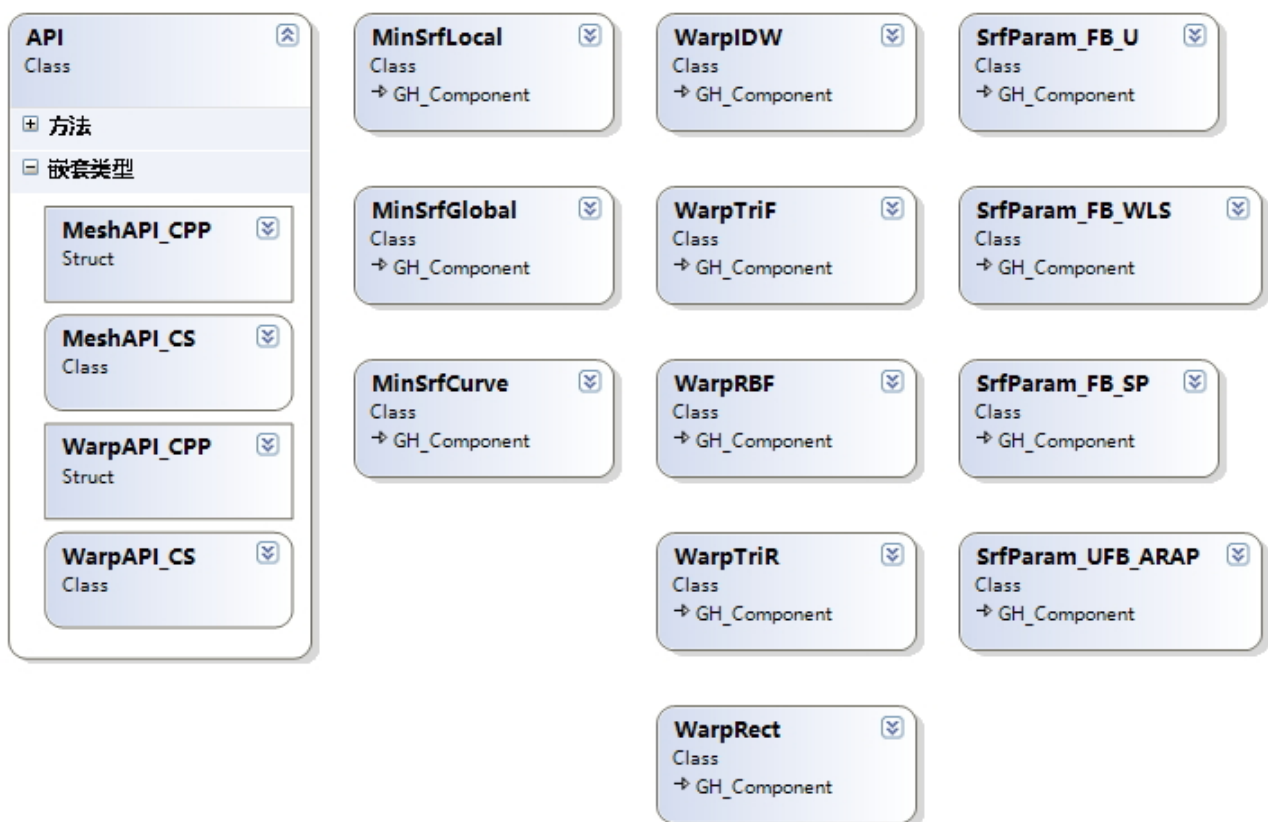 API
Class
方法
嵌套类型
MeshAPI_CPP
Struct
MeshAPI_CS
Class
WarpAPI_CPP
Struct
WarpAPI_CS
Class
MinSrfLocal
Class
GH_Component
MinSrfGlobal
Class
GH_Component
MinSrfCurve
Class
GH_Component
WarpIDW
Class
GH_Component
WarpTriF
Class
GH_Component
WarpRBF
Class
GH_Component
WarpTriR
Class
GH_Component
WarpRect
Class
GH_Component
SrfParam_FB_U
Class
GH_Component
SrfParam_FB_WLS
Class
GH_Component
SrfParam_FB_SP
Class
GH_Component
SrfParam_UFB_ARAP
Class
GH_Component